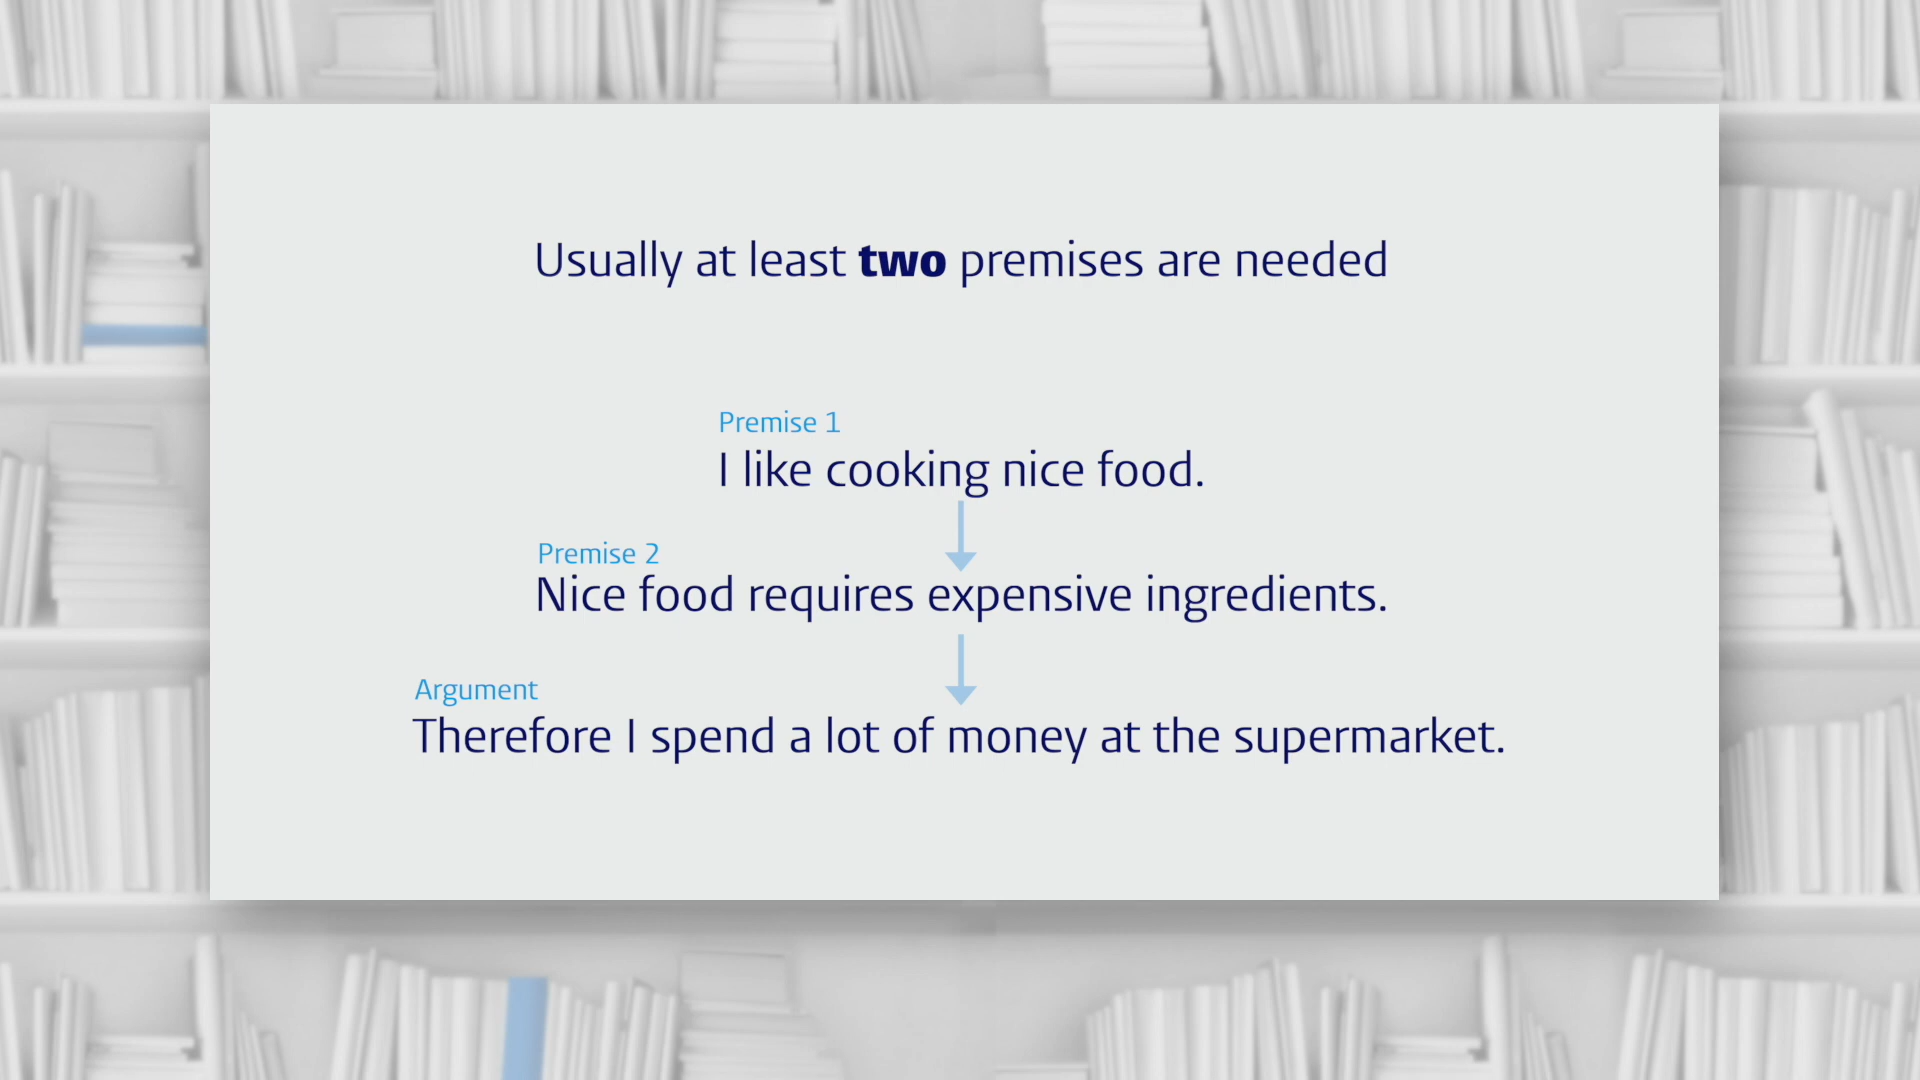 Usually at least two premises are needed
Premise 1
I like cooking nice food.
Premise 2
Nice food requires expensive ingredients.
Argument
Therefore I spend a lot of money at the supermarket.